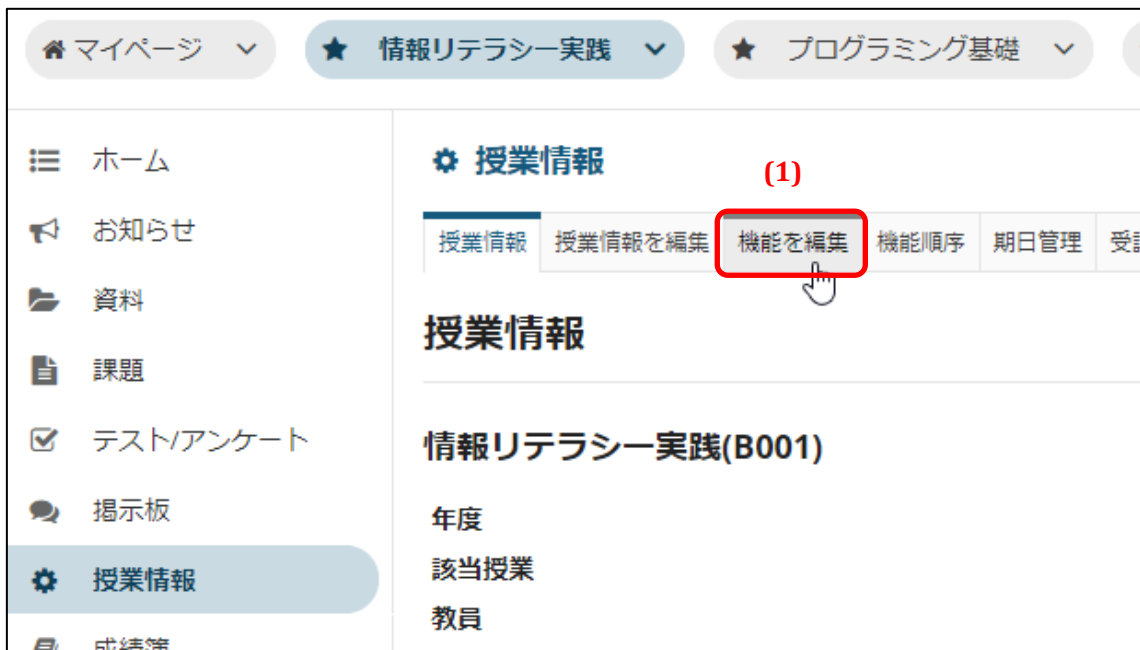 マイページ 情報リテラシー実践 プログラミング基礎
ホーム
お知らせ
資料
課題
テスト/アンケート
掲示板
授業情報
成績簿
授業情報
(1)
授業情報 授業情報を編集 機能を編集 機能順序 期日管理 受
授業情報
情報リテラシー実践(B001)
年度
該当授業
教員